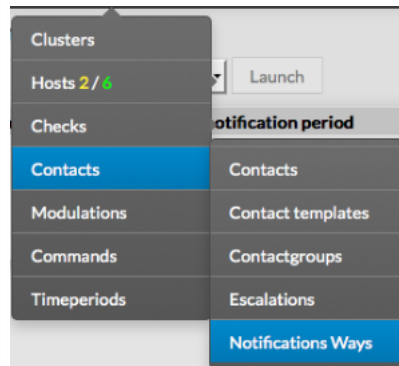 Clusters
Hosts 2 / 6
Launch
Checks
otification period
Contacts
Contacts
Modulations
Contact templates
Commands
Contactgroups
Timeperiods
Escalations
Notifications Ways